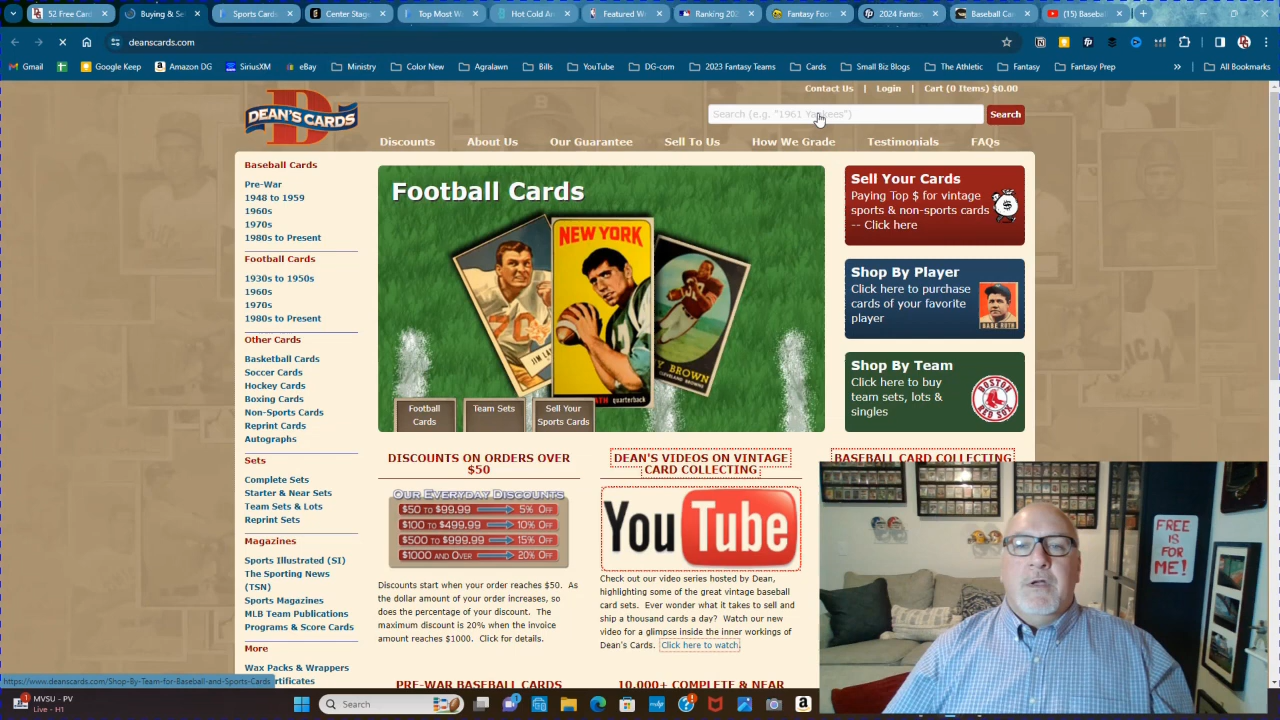 52 Free Card
Buying & Se
Sports Cards
Center Stag
Top Most W
Hot Cold Ar
Featured W
Ranking 202
Fantasy Foo
2024 Fantas
Baseball Car
(15) Baseba
deanscards.com
Gmail
Google Keep
Amazon DG
SiriusXM
eBay
Ministry
Color New
Agralawn
Bills
YouTube
DG-com
2023 Fantasy Teams
Cards
Small Biz Blogs
The Athletic
Fantasy
Fantasy Prep
All Bookmarks
Contact Us | Login | Cart (0 Items) $0.00
D
DEAN'S CARDS
Search (e.g. "1961 Yankees")
Search
Discounts
About Us
Our Guarantee
Sell To Us
How We Grade
Testimonials
FAQs
Baseball Cards
Pre-War
1948 to 1959
1960s
1970s
1980s to Present
Football Cards
1930s to 1950s
1960s
1970s
1980s to Present
Other Cards
Basketball Cards
Soccer Cards
Hockey Cards
Boxing Cards
Non-Sports Cards
Reprint Cards
Autographs
Sets
Complete Sets
Starter & Near Sets
Team Sets & Lots
Reprint Sets
Magazines
Sports Illustrated (SI)
The Sporting News
(TSN)
Sports Magazines
MLB Team Publications
Programs & Score Cards
More
Wax Packs & Wrappers
Football Cards
NEW YORK
quarterback
JIM
BROWN
CLEVELAND BROWNS
Football
Cards
Team Sets
Sell Your
Sports Cards
Sell Your Cards
Paying Top $ for vintage
sports & non-sports cards
-- Click here
$
Shop By Player
Click here to purchase
cards of your favorite
player
BABE RUTH
Shop By Team
Click here to buy
team sets, lots &
singles
BOSTON
RED SOX
DISCOUNTS ON ORDERS OVER
$50
OUR EVERYDAY DISCOUNTS
$50 TO $99.99 5% OFF
$100 TO $499.99 10% OFF
$500 TO $999.99 15% OFF
$1000 AND OVER 20% OFF
Discounts start when your order reaches $50. As
the dollar amount of your order increases, so
does the percentage of your discount. The
maximum discount is 20% when the invoice
amount reaches $1000. Click for details.
DEAN'S VIDEOS ON VINTAGE
CARD COLLECTING
YouTube
Check out our video series hosted by Dean,
highlighting some of the great vintage baseball
card sets. Ever wonder what it takes to sell and
ship a thousand cards a day? Watch our new
video for a glimpse inside the inner workings of
Dean's Cards. Click here to watch.
BASEBALL CARD COLLECTING
FREE
IS
FOR
ME!
PRE-WAR BASEBALL CARDS
10,000+ COMPLETE & NEAR
https://www.deanscards.com/Shop-By-Team-for-Baseball-and-Sports-Cards
MVSU - PV
Live - H1
Search